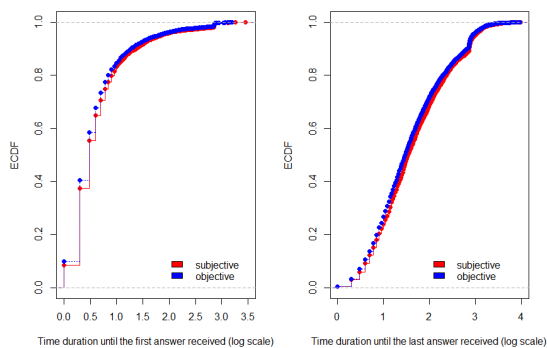 ECDF
1.0
0.8
0.6
0.4
0.2
0.0
subjective
objective
0.0 0.5 1.0 1.5 2.0 2.5 3.0 3.5
Time duration until the first answer received (log scale)
ECDF
1.0
0.8
0.6
0.4
0.2
0.0
subjective
objective
0 1 2 3 4
Time duration until the last answer received (log scale)